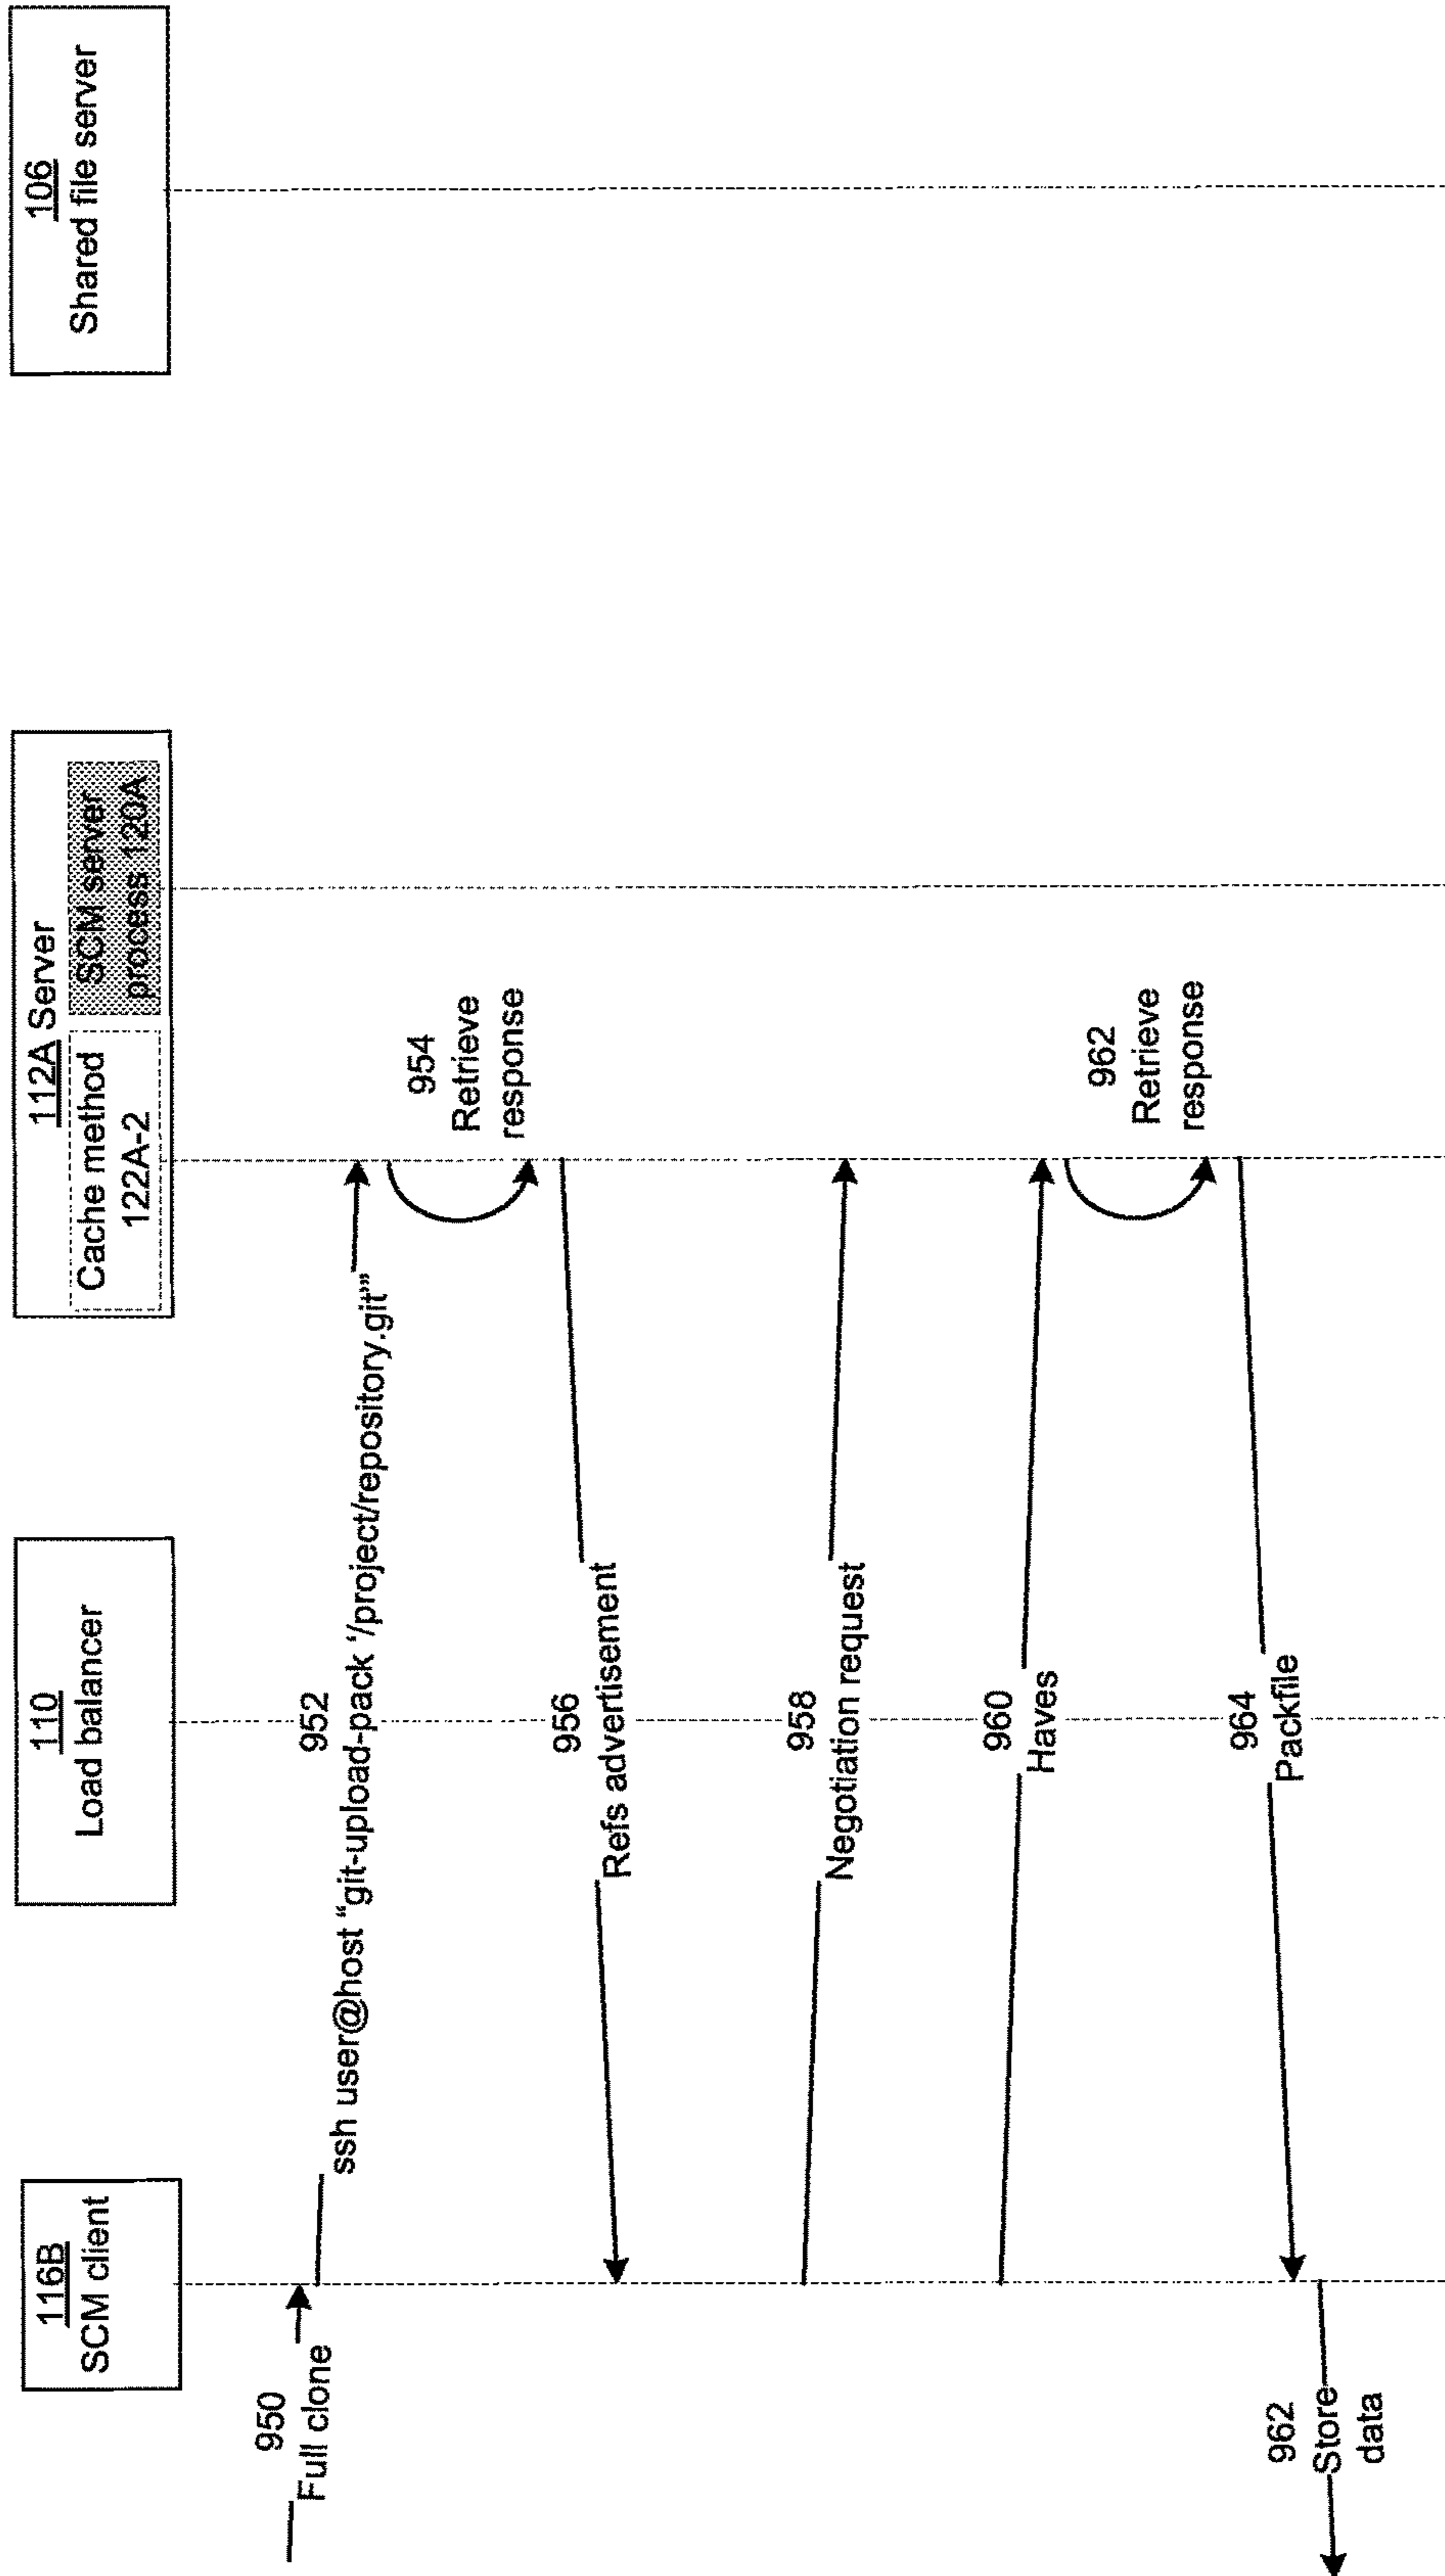 116B
SCM client
110
Load balancer
112A Server
Cache method
122A-2
SCM server
process 120A
106
Shared file server
950
Full clone
952
ssh user@host “git-upload-pack ‘/project/repository.git’”
954
Retrieve
response
956
Refs advertisement
958
Negotiation request
960
Haves
962
Retrieve
response
964
Packfile
962
Store
data